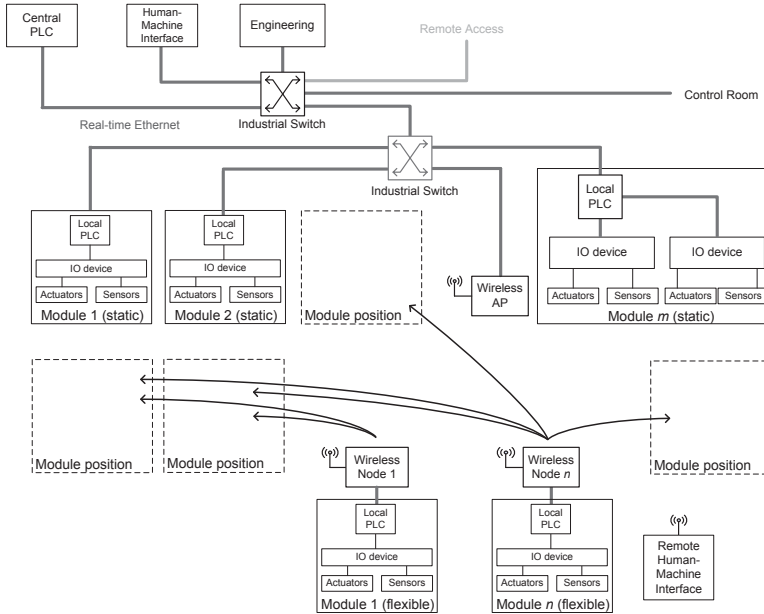 Central
PLC
Human-
Machine
Interface
Engineering
Remote Access
Control Room
Real-time Ethernet
Industrial Switch
Industrial Switch
Local
PLC
IO device
Actuators
Sensors
Module 1 (static)
Local
PLC
IO device
Actuators
Sensors
Module 2 (static)
Module position
Wireless
AP
Local
PLC
IO device
IO device
Actuators
Sensors
Actuators
Sensors
Module m (static)
Module position
Module position
Module position
Wireless
Node 1
Local
PLC
IO device
Actuators
Sensors
Module 1 (flexible)
Wireless
Node n
Local
PLC
IO device
Actuators
Sensors
Module n (flexible)
Remote
Human-
Machine
Interface